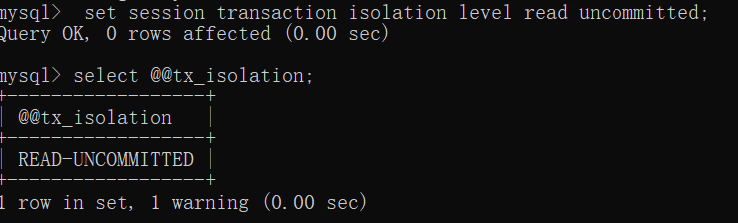 mysql>  set session transaction isolation level read uncommitted;
Query OK, 0 rows affected (0.00 sec)
mysql> select @@tx_isolation;
+------------------+
| @@tx_isolation   |
+------------------+
| READ-UNCOMMITTED |
+------------------+
1 row in set, 1 warning (0.00 sec)